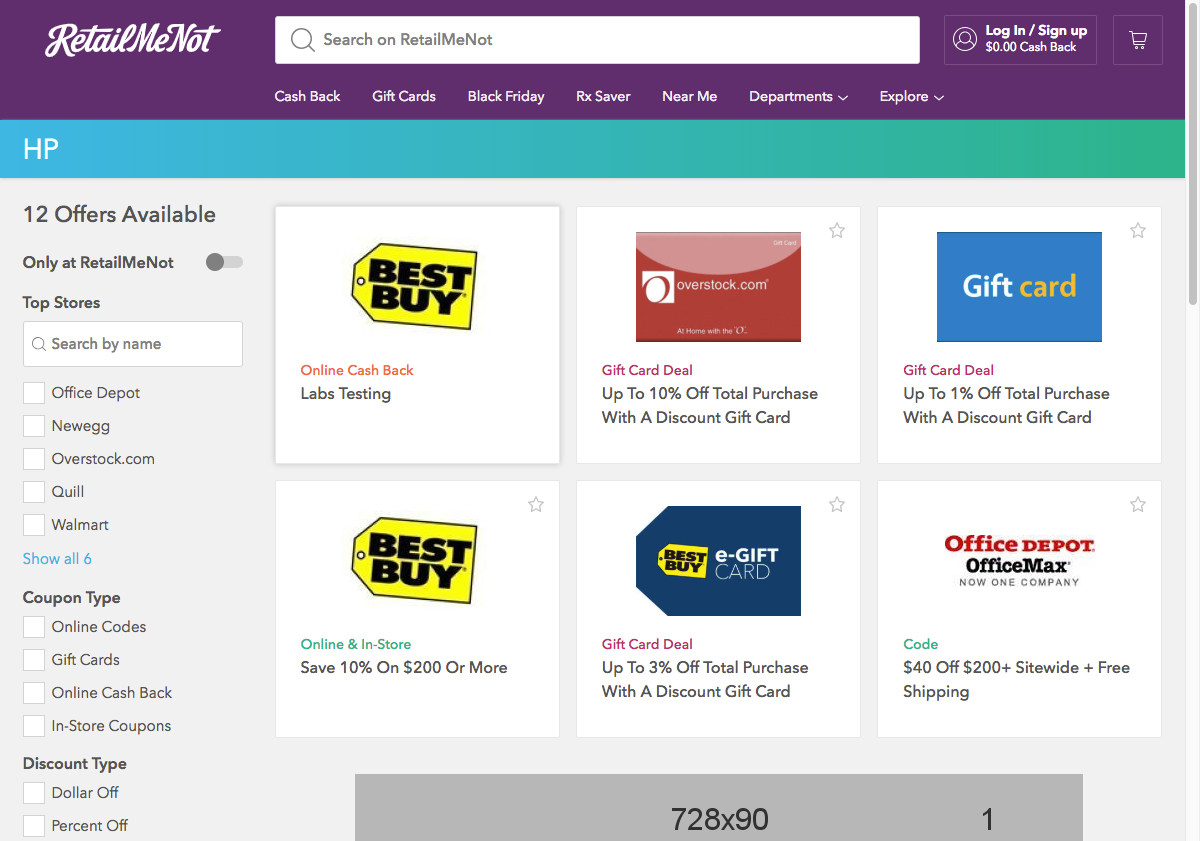 RetailMeNot
Search on RetailMeNot
Log In / Sign up
$0.00 Cash Back
Cash Back
Gift Cards
Black Friday
Rx Saver
Near Me
Departments
Explore
HP
12 Offers Available
Only at RetailMeNot
Top Stores
Search by name
Office Depot
Newegg
Overstock.com
Quill
Walmart
Show all 6
Coupon Type
Online Codes
Gift Cards
Online Cash Back
In-Store Coupons
Discount Type
Dollar Off
Percent Off
BEST
BUY
Online Cash Back
Labs Testing
Gift Card
overstock.com
At Home with the "O".
Gift Card Deal
Up To 10% Off Total Purchase
With A Discount Gift Card
Gift card
Gift Card Deal
Up To 1% Off Total Purchase
With A Discount Gift Card
BEST
BUY
Online & In-Store
Save 10% On $200 Or More
BEST
BUY
e-GIFT
CARD
Gift Card Deal
Up To 3% Off Total Purchase
With A Discount Gift Card
Office DEPOT
OfficeMax
NOW ONE COMPANY
Code
$40 Off $200+ Sitewide + Free
Shipping
728x90
1